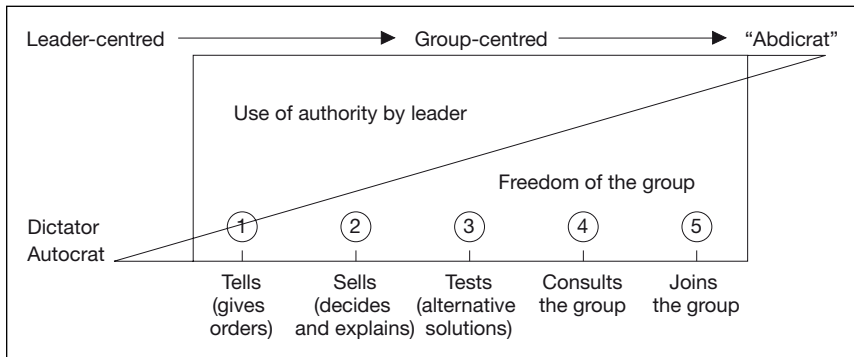 Leader-centred Group-centred “Abdicrat”
Use of authority by leader
Freedom of the group
Dictator
Autocrat
1 2 3 4 5
Tells
(gives
orders)
Sells
(decides
and explains)
Tests
(alternative
solutions)
Consults
the group
Joins
the group